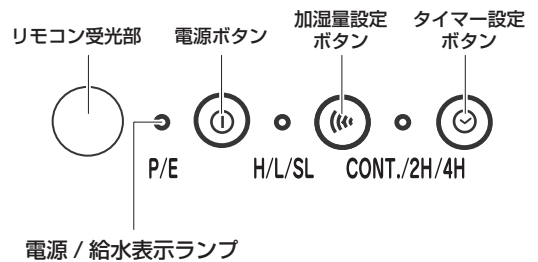 リモコン受光部
電源ボタン
加湿量設定
ボタン
タイマー設定
ボタン
P/E
H/L/SL
CONT./2H/4H
電源 / 給水表示ランプ